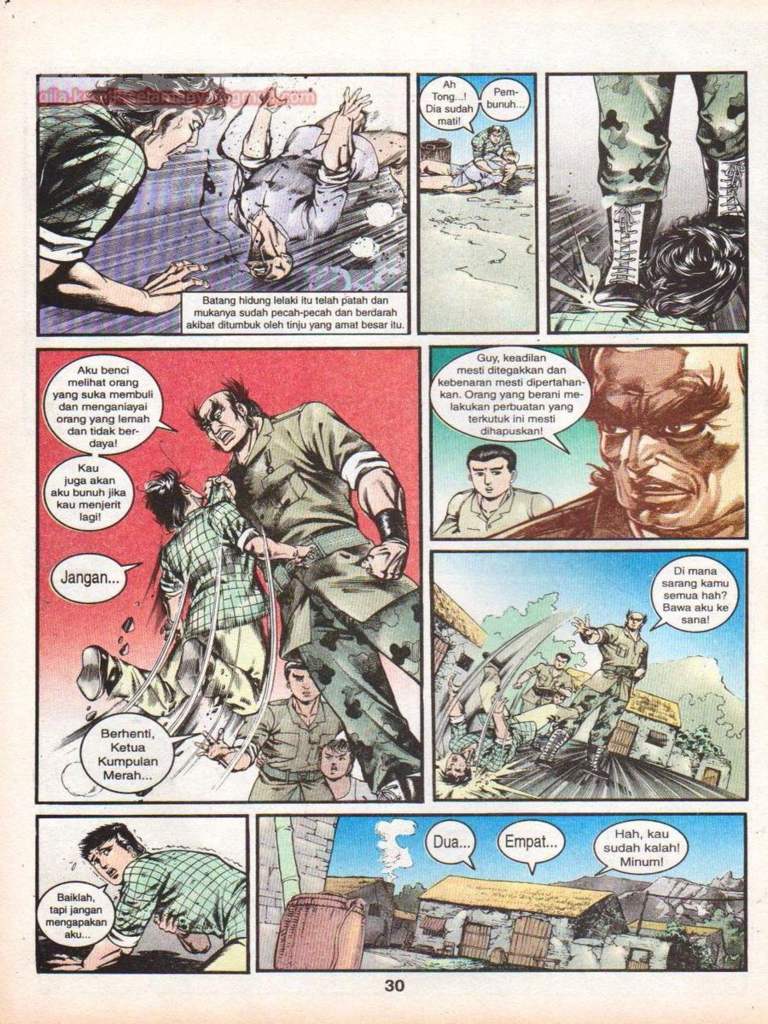 Batang hidung lelaki itu telah patah dan
mukanya sudah pecah-pecah dan berdarah
akibat ditumbuk oleh tinju yang amat besar itu.
Ah
Tong...!
Dia sudah
mati!
Pem-
bunuh...
Aku benci
melihat orang
yang suka membuli
dan menganiayai
orang yang lemah
dan tidak ber-
daya!
Kau
juga akan
aku bunuh jika
kau menjerit
lagi!
Jangan...
Berhenti,
Ketua
Kumpulan
Merah...
Guy, keadilan
mesti ditegakkan dan
kebenaran mesti dipertahan-
kan. Orang yang berani me-
lakukan perbuatan yang
terkutuk ini mesti
dihapuskan!
Di mana
sarang kamu
semua hah?
Bawa aku ke
sana!
Baiklah,
tapi jangan
mengapakan
aku...
Dua...
Empat...
Hah, kau
sudah kalah!
Minum!
30